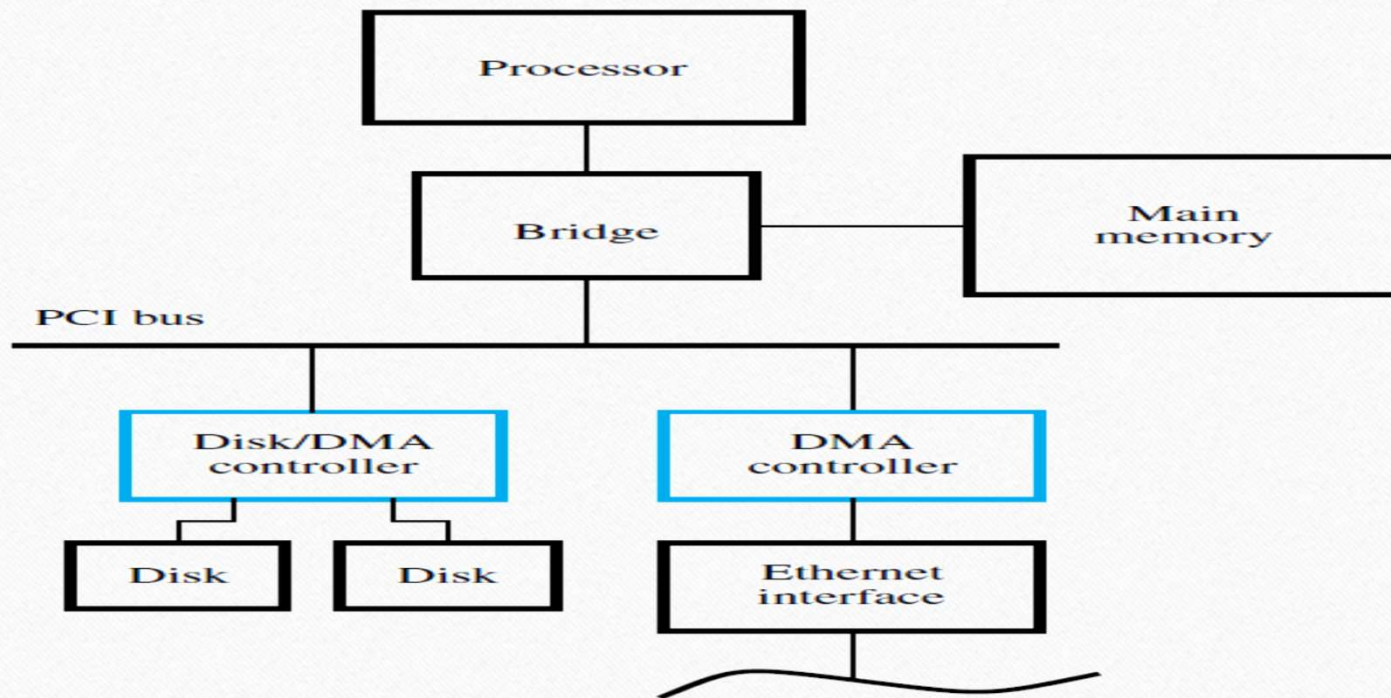 Processor
Bridge
Main
memory
PCI bus
Disk/DMA
controller
DMA
controller
Disk
Disk
Ethernet
interface